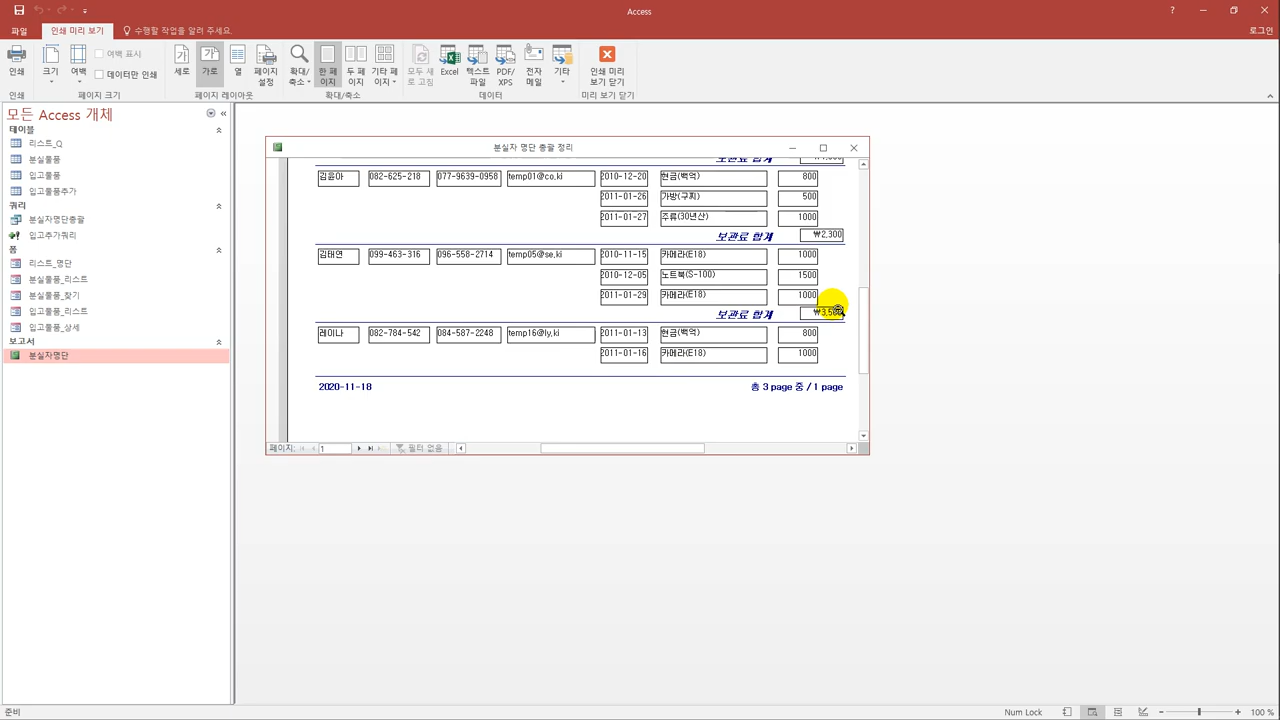 Access
파일
인쇄 미리 보기
수행할 작업을 알려 주세요.
로그인
인쇄
크기
여백
여백 표시
데이터만 인쇄
세로
가로
열
페이지 설정
확대/축소
한 페이지
두 페이지
기타 페이지
모두 새로 고침
Excel
텍스트 파일
PDF/XPS
전자 메일
기타
인쇄 미리 보기 닫기
인쇄
페이지 크기
페이지 레이아웃
확대/축소
데이터
미리 보기 닫기
모든 Access 개체
테이블
리스트_Q
분실물품
입고물품
입고물품추가
쿼리
분실자명단총괄
입고추가쿼리
폼
리스트_명단
분실물품_리스트
분실물품_찾기
입고물품_리스트
입고물품_상세
보고서
분실자명단
분실자 명단 총괄 정리
보관료 합계
김윤아 082-625-218 077-9639-0958 temp01@co,ki 2010-12-20 현금(백억) 800
2011-01-26 가방(구찌) 500
2011-01-27 주류(30년산) 1000
보관료 합계 ₩2,300
김태연 099-463-316 096-558-2714 temp05@se,ki 2010-11-15 카메라(E18) 1000
2010-12-05 노트북(S-100) 1500
2011-01-29 카메라(E18) 1000
보관료 합계
레이나 082-784-542 084-587-2248 temp16@ly,ki 2011-01-13 현금(백억) 800
2011-01-16 카메라(E18) 1000
2020-11-18 총 3 page 중 / 1 page
페이지: 1 필터 없음
준비
Num Lock
100 %